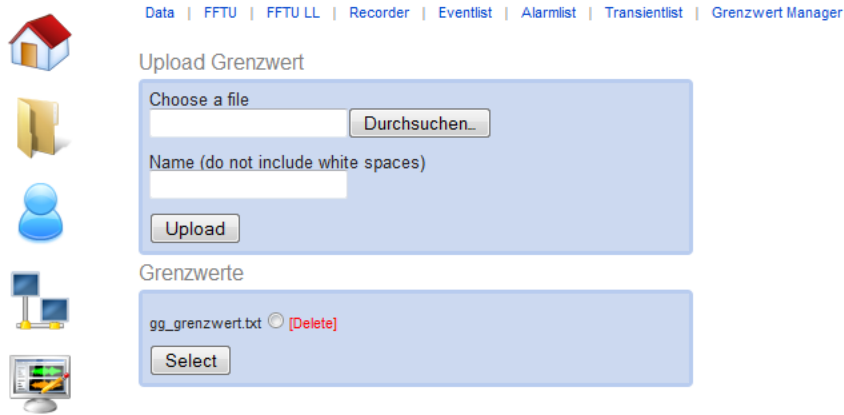 Data | FFTU | FFTU LL | Recorder | Eventlist | Alarmlist | Transientlist | Grenzwert Manager
Upload Grenzwert
Choose a file
Durchsuchen...
Name (do not include white spaces)
Upload
Grenzwerte
gg_grenzwert.txt [Delete]
Select